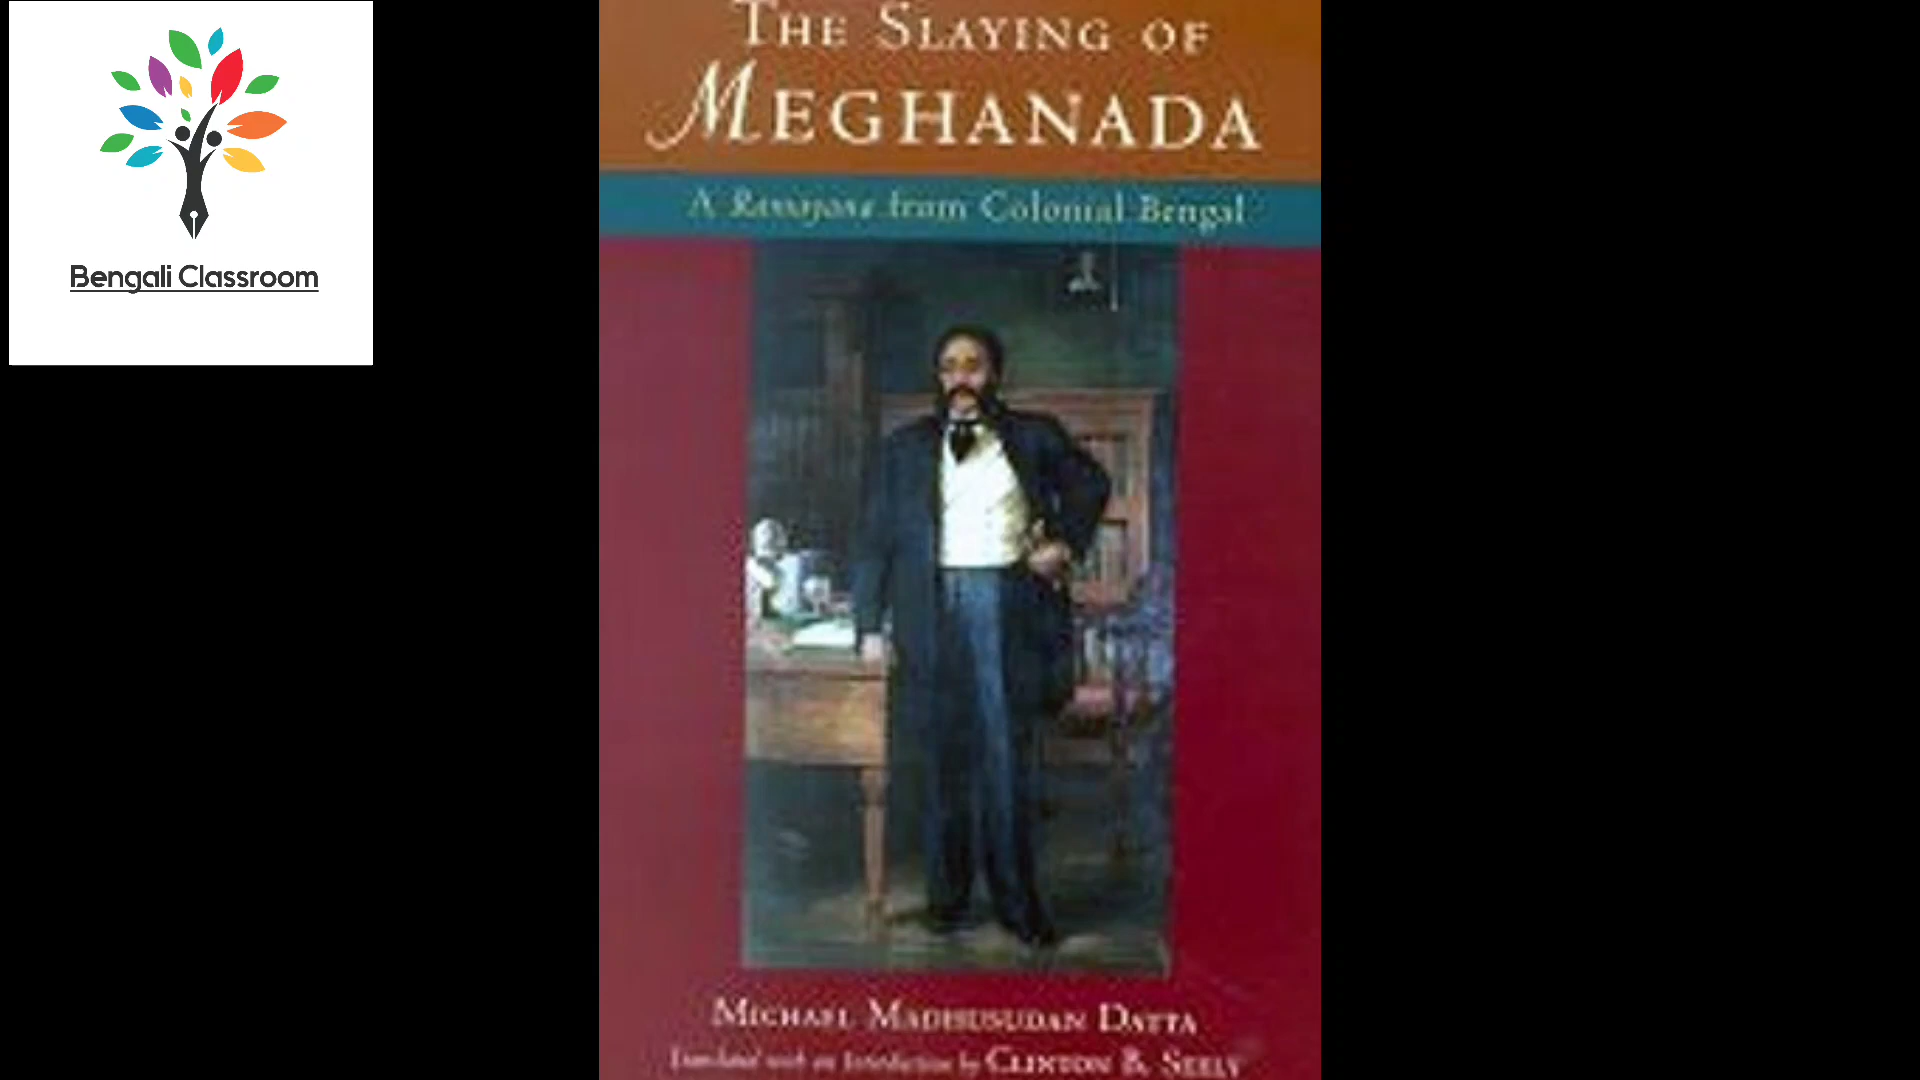 Bengali Classroom
THE SLAYING OF
MEGHANADA
A Ramayana from Colonial Bengal
MICHAEL MADHUSUDAN DATTA
Translated with an Introduction by CLINTON B. SEELY